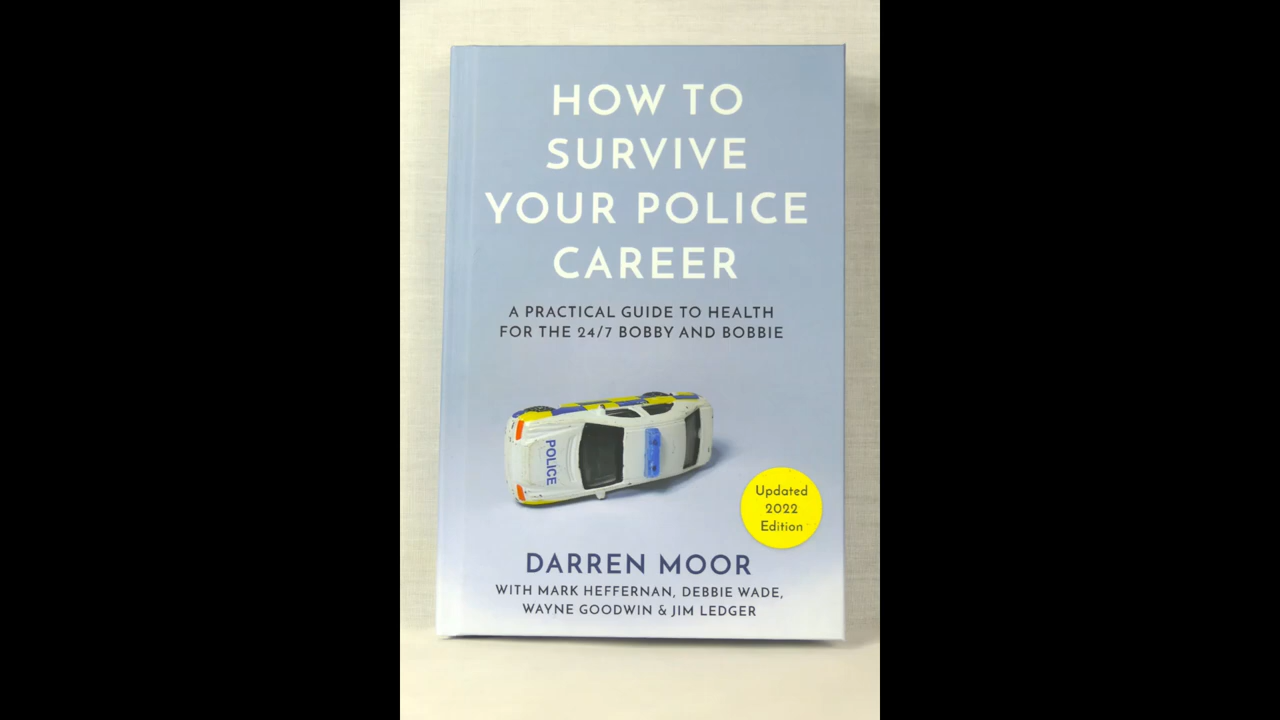 HOW TO
SURVIVE
YOUR POLICE
CAREER
A PRACTICAL GUIDE TO HEALTH
FOR THE 24/7 BOBBY AND BOBBIE
POLICE
Updated
2022
Edition
DARREN MOOR
WITH MARK HEFFERNAN, DEBBIE WADE,
WAYNE GOODWIN & JIM LEDGER